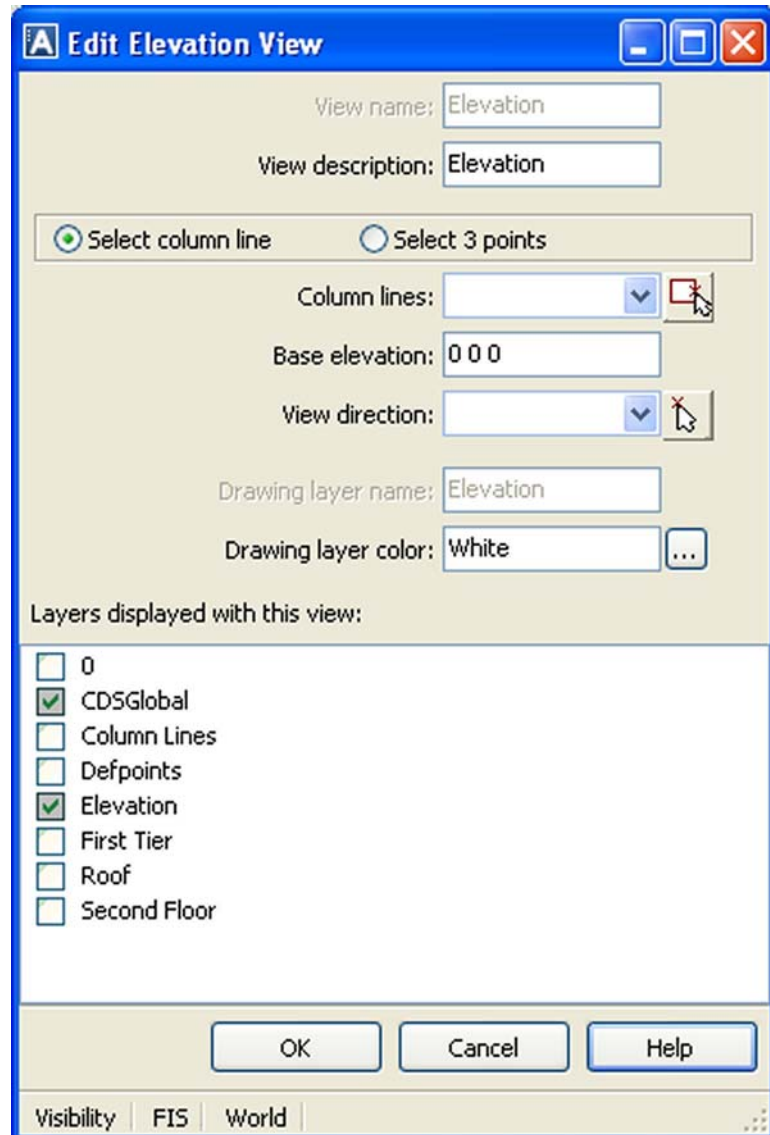 A Edit Elevation View
View name: Elevation
View description: Elevation
Select column line Select 3 points
Column lines:
Base elevation: 0 0 0
View direction:
Drawing layer name: Elevation
Drawing layer color: White ...
Layers displayed with this view:
0
CDSGlobal
Column Lines
Defpoints
Elevation
First Tier
Roof
Second Floor
OK Cancel Help
Visibility FIS World